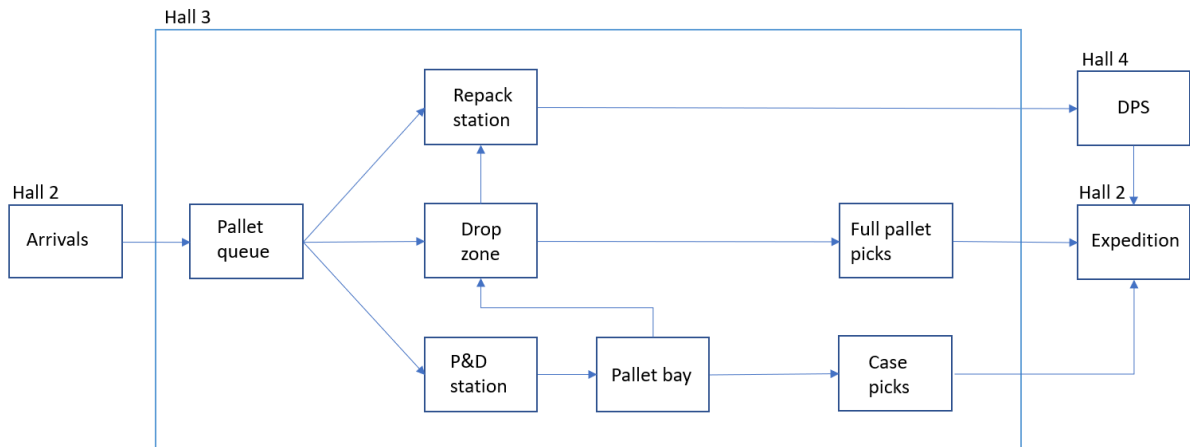 Hall 3
Hall 4
Repack
station
DPS
Hall 2
Arrivals
Pallet
queue
Drop
zone
Full pallet
picks
Hall 2
Expedition
P&D
station
Pallet bay
Case
picks